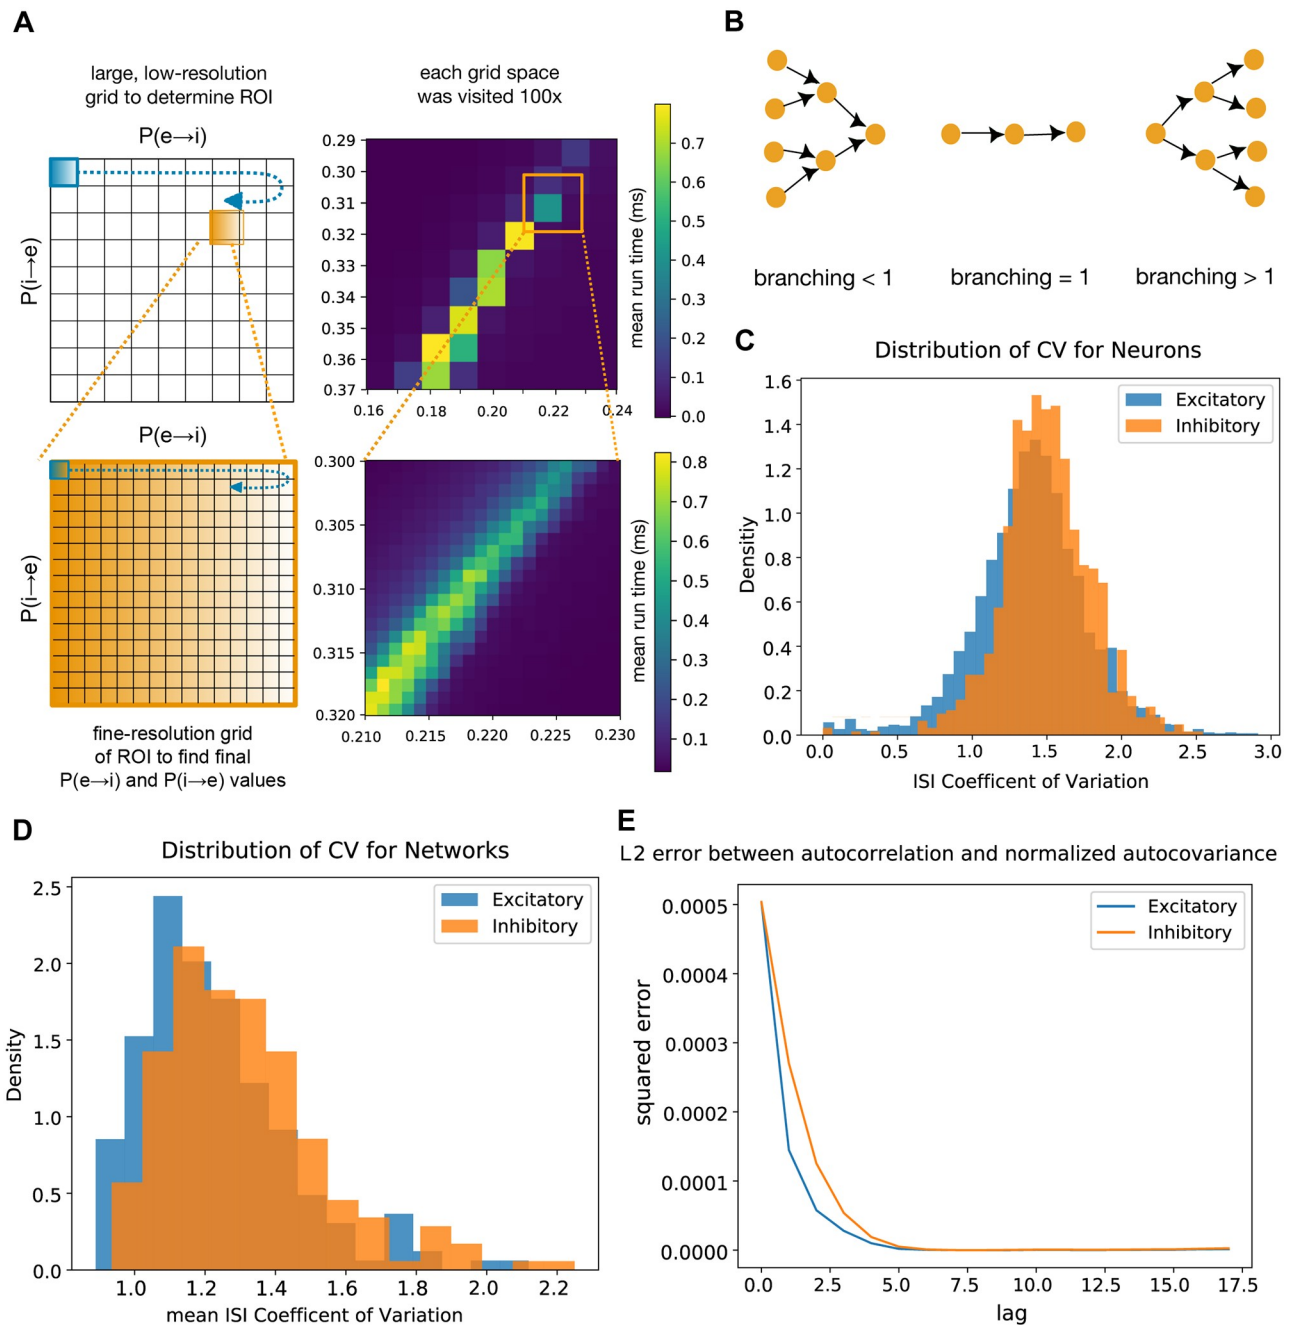 A
large, low-resolution
grid to determine ROI
P(e→i)
P(i→e)
each grid space
was visited 100x
0.29
0.30
0.31
0.32
0.33
0.34
0.35
0.36
0.37
0.16
0.18
0.20
0.22
0.24
0.7
0.6
0.5
0.4
0.3
0.2
0.1
0.0
mean run time (ms)
P(e→i)
P(i→e)
fine-resolution grid
of ROI to find final
P(e→i) and P(i→e) values
0.300
0.305
0.310
0.315
0.320
0.210
0.215
0.220
0.225
0.230
0.8
0.7
0.6
0.5
0.4
0.3
0.2
0.1
mean run time (ms)
B
branching < 1
branching = 1
branching > 1
C
Distribution of CV for Neurons
Excitatory
Inhibitory
1.6
1.4
1.2
1.0
0.8
0.6
0.4
0.2
0.0
Densitiy
0.0
0.5
1.0
1.5
2.0
2.5
3.0
ISI Coefficent of Variation
D
Distribution of CV for Networks
Excitatory
Inhibitory
2.5
2.0
1.5
1.0
0.5
0.0
Density
1.0
1.2
1.4
1.6
1.8
2.0
2.2
mean ISI Coefficent of Variation
E
L2 error between autocorrelation and normalized autocovariance
Excitatory
Inhibitory
0.0005
0.0004
0.0003
0.0002
0.0001
0.0000
squared error
0.0
2.5
5.0
7.5
10.0
12.5
15.0
17.5
lag